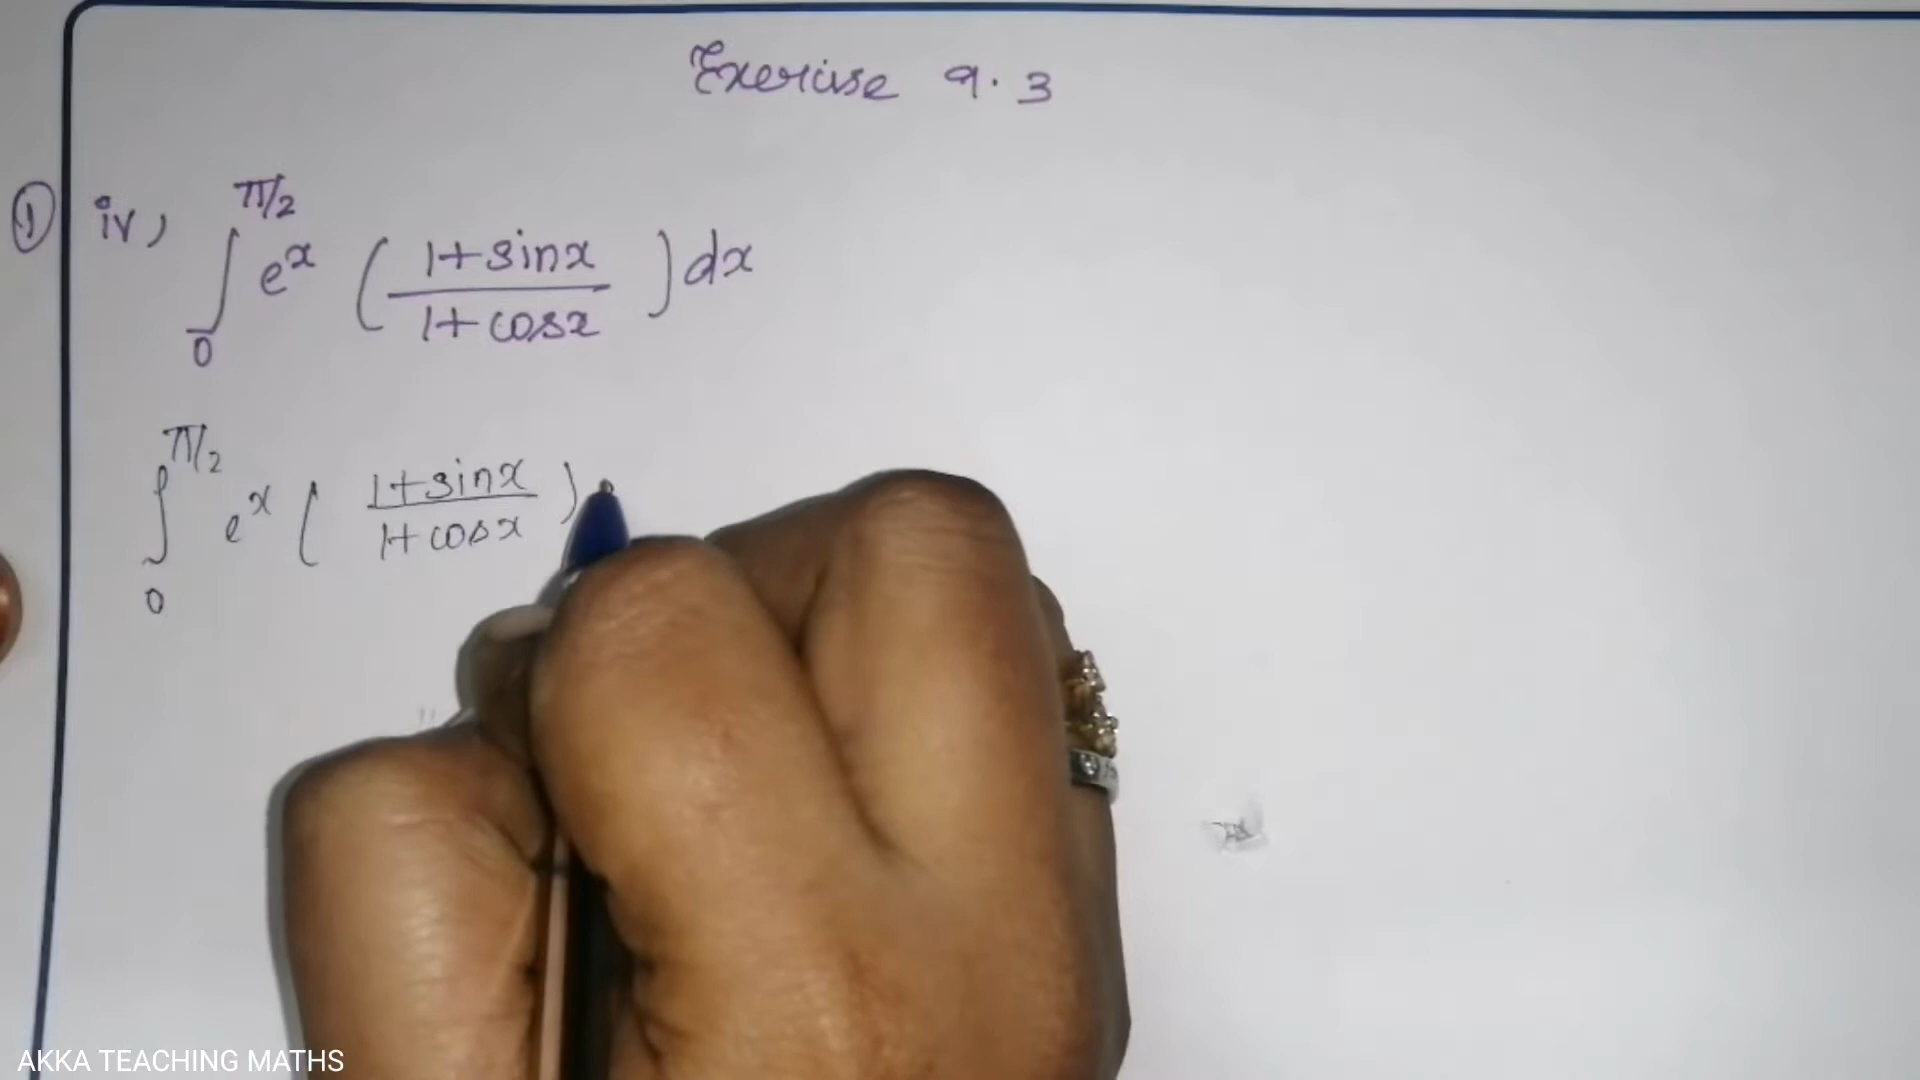 Exercise 9.3
① iv, ∫₀^{π/2} e^x ( (1+sinx)/(1+cosx) ) dx
∫₀^{π/2} e^x ( (1+sinx)/(1+cosx) )
AKKA TEACHING MATHS